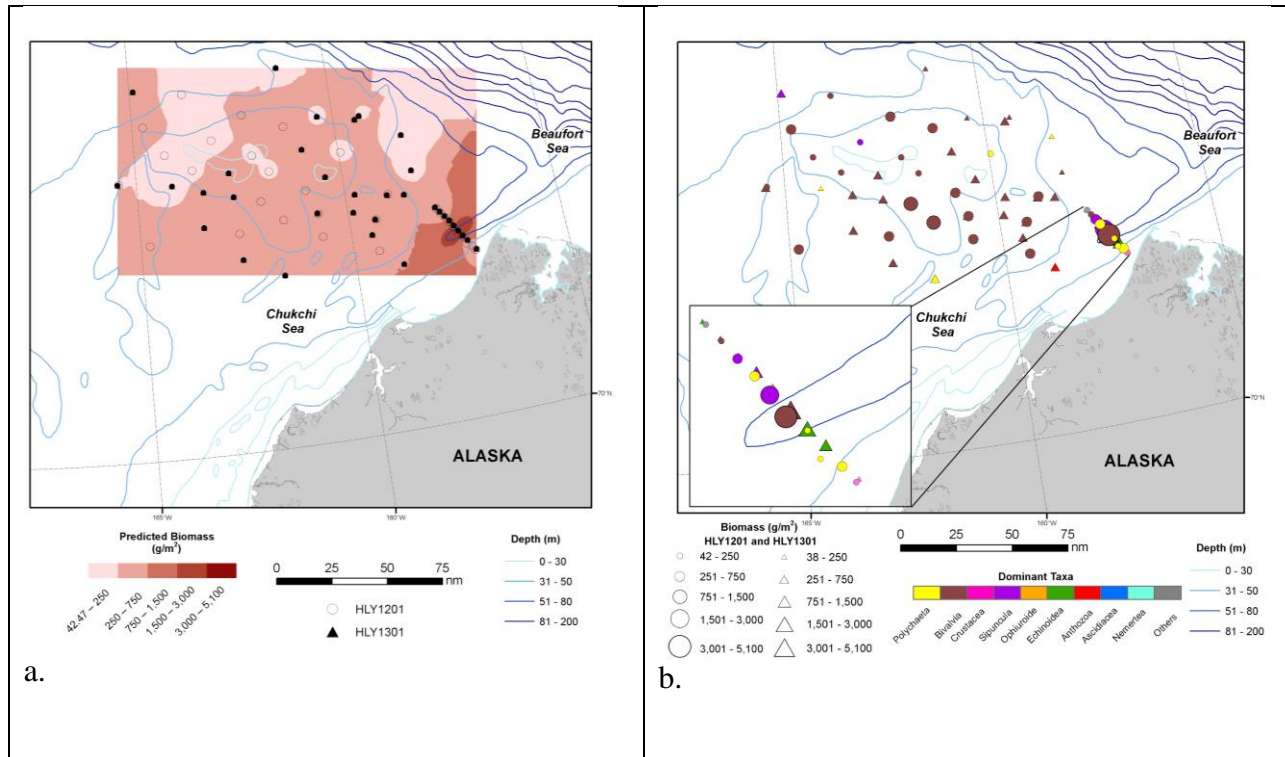 Beaufort
Sea
Chukchi
Sea
70°N
ALASKA
165°W
160°W
Predicted Biomass
(g/m²)
42.47 – 250
250 – 750
750 – 1,500
1,500 – 3,000
3,000 – 5,100
0 25 50 75
nm
HLY1201
HLY1301
Depth (m)
0 - 30
31 - 50
51 - 80
81 - 200
a.
Beaufort
Sea
Chukchi
Sea
70°N
ALASKA
165°W
160°W
Biomass (g/m²)
HLY1201 and HLY1301
42 - 250
251 - 750
751 - 1,500
1,501 - 3,000
3,001 - 5,100
38 - 250
251 - 750
751 - 1,500
1,501 - 3,000
3,001 - 5,100
0 25 50 75
nm
Dominant Taxa
Polychaeta
Bivalvia
Crustacea
Sipuncula
Ophiuroide
Echinoidea
Anthozoa
Ascidiacea
Nemertea
Others
Depth (m)
0 - 30
31 - 50
51 - 80
81 - 200
b.